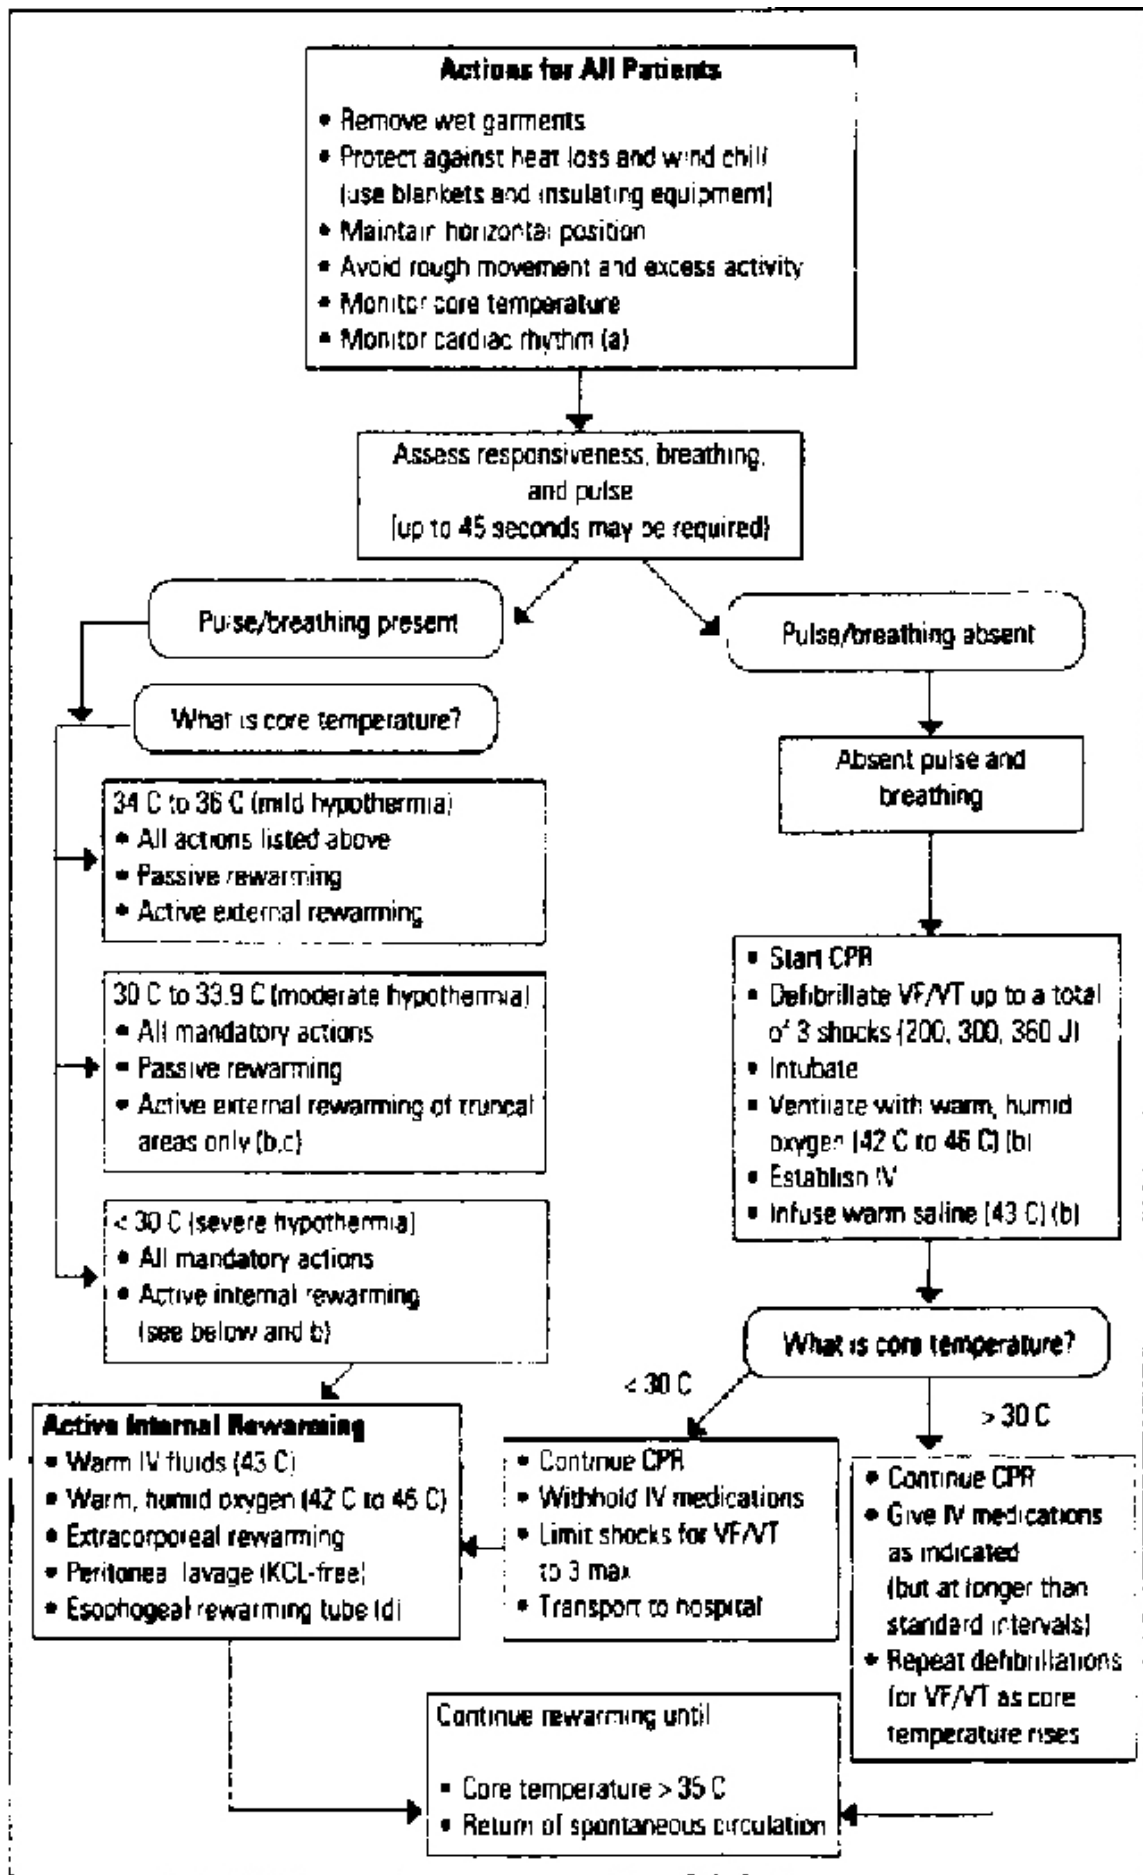 Actions for All Patients
• Remove wet garments
• Protect against heat loss and wind chill
(use blankets and insulating equipment)
• Maintain horizontal position
• Avoid rough movement and excess activity
• Monitor core temperature
• Monitor cardiac rhythm (a)
Assess responsiveness, breathing,
and pulse
(up to 45 seconds may be required)
Pulse/breathing present
Pulse/breathing absent
What is core temperature?
Absent pulse and
breathing
34 C to 36 C (mild hypothermia)
• All actions listed above
• Passive rewarming
• Active external rewarming
30 C to 33.9 C (moderate hypothermia)
• All mandatory actions
• Passive rewarming
• Active external rewarming of truncal
areas only (b,c)
< 30 C (severe hypothermia)
• All mandatory actions
• Active internal rewarming
(see below and b)
• Start CPR
• Defibrillate VF/VT up to a total
of 3 shocks (200, 300, 360 J)
• Intubate
• Ventilate with warm, humid
oxygen (42 C to 46 C) (b)
• Establish IV
• Infuse warm saline (43 C) (b)
What is core temperature?
< 30 C
> 30 C
Active Internal Rewarming
• Warm IV fluids (43 C)
• Warm, humid oxygen (42 C to 46 C)
• Extracorporeal rewarming
• Peritoneal lavage (KCL-free)
• Esophogeal rewarming tube (d)
• Continue CPR
• Withhold IV medications
• Limit shocks for VF/VT
to 3 max
• Transport to hospital
• Continue CPR
• Give IV medications
as indicated
(but at longer than
standard intervals)
• Repeat defibrillations
for VF/VT as core
temperature rises
Continue rewarming until
• Core temperature > 35 C
• Return of spontaneous circulation